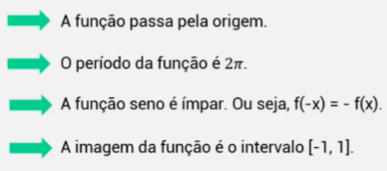 A função passa pela origem.
O período da função é 2π.
A função seno é ímpar. Ou seja, f(-x) = - f(x).
A imagem da função é o intervalo [-1, 1].